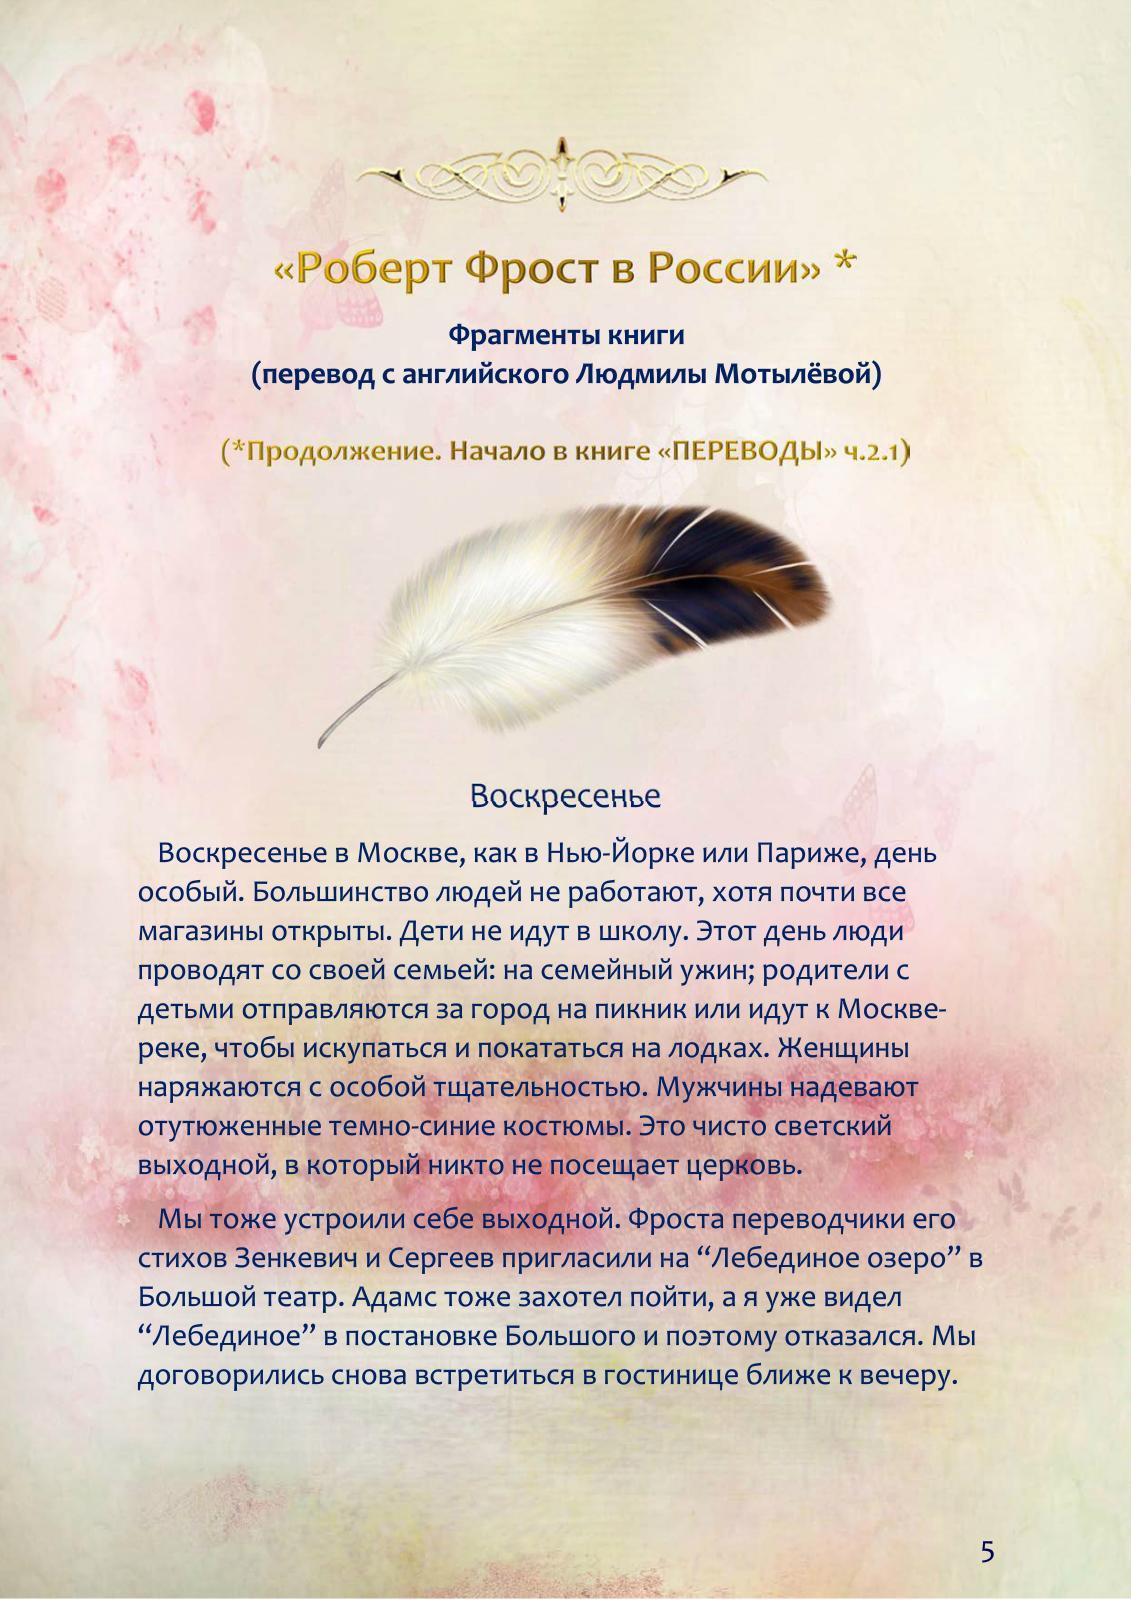 «Роберт Фрост в России» *
Фрагменты книги
(перевод с английского Людмилы Мотылёвой)
(*Продолжение. Начало в книге «ПЕРЕВОДЫ» ч.2.1)
Воскресенье
Воскресенье в Москве, как в Нью-Йорке или Париже, день
особый. Большинство людей не работают, хотя почти все
магазины открыты. Дети не идут в школу. Этот день люди
проводят со своей семьей: на семейный ужин; родители с
детьми отправляются за город на пикник или идут к Москве-
реке, чтобы искупаться и покататься на лодках. Женщины
наряжаются с особой тщательностью. Мужчины надевают
отутюженные темно-синие костюмы. Это чисто светский
выходной, в который никто не посещает церковь.
Мы тоже устроили себе выходной. Фроста переводчики его
стихов Зенкевич и Сергеев пригласили на “Лебединое озеро” в
Большой театр. Адамс тоже захотел пойти, а я уже видел
“Лебединое” в постановке Большого и поэтому отказался. Мы
договорились снова встретиться в гостинице ближе к вечеру.
5